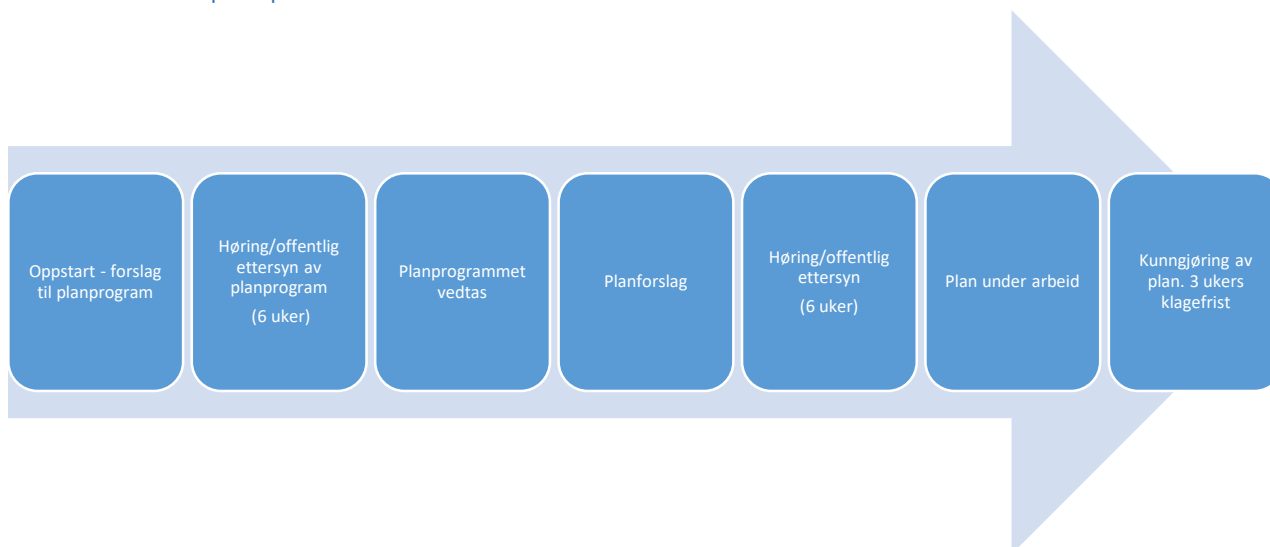 Oppstart - forslag
til planprogram
Høring/offentlig
ettersyn av
planprogram
(6 uker)
Planprogrammet
vedtas
Planforslag
Høring/offentlig
ettersyn
(6 uker)
Plan under arbeid
Kunngjøring av
plan. 3 ukers
klagefrist